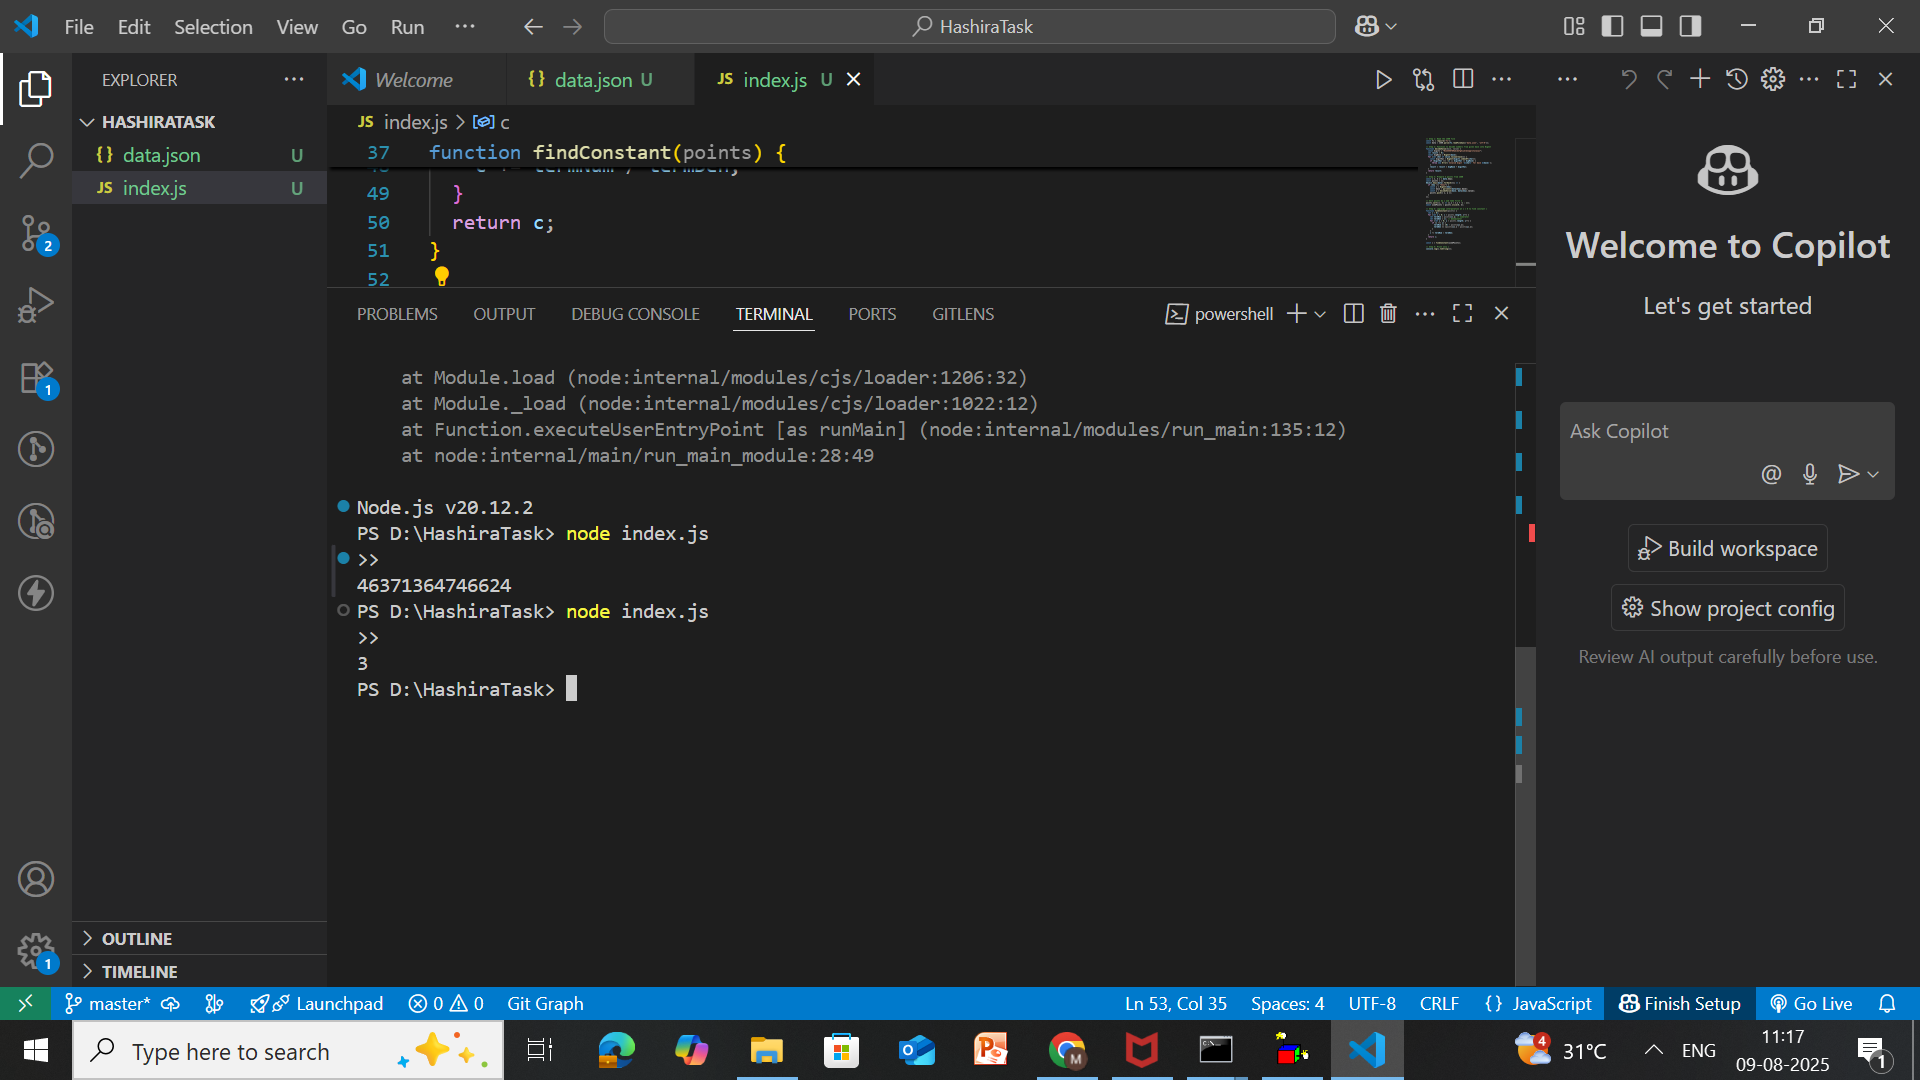 File Edit Selection View Go Run ···
HashiraTask
EXPLORER
HASHIRATASK
{} data.json U
JS index.js U
OUTLINE
TIMELINE
Welcome
{} data.json U
JS index.js U
JS index.js > c
37 function findConstant(points) {
49 }
50 return c;
51 }
52
PROBLEMS OUTPUT DEBUG CONSOLE TERMINAL PORTS GITLENS
powershell
at Module.load (node:internal/modules/cjs/loader:1206:32)
at Module._load (node:internal/modules/cjs/loader:1022:12)
at Function.executeUserEntryPoint [as runMain] (node:internal/modules/run_main:135:12)
at node:internal/main/run_main_module:28:49
Node.js v20.12.2
PS D:\HashiraTask> node index.js
>>
46371364746624
PS D:\HashiraTask> node index.js
>>
3
PS D:\HashiraTask>
Welcome to Copilot
Let's get started
Ask Copilot
@
Build workspace
Show project config
Review AI output carefully before use.
2
1
1
master* Launchpad 0 0 Git Graph
Ln 53, Col 35 Spaces: 4 UTF-8 CRLF {} JavaScript Finish Setup Go Live
Type here to search
4 31°C ENG
11:17
09-08-2025
1